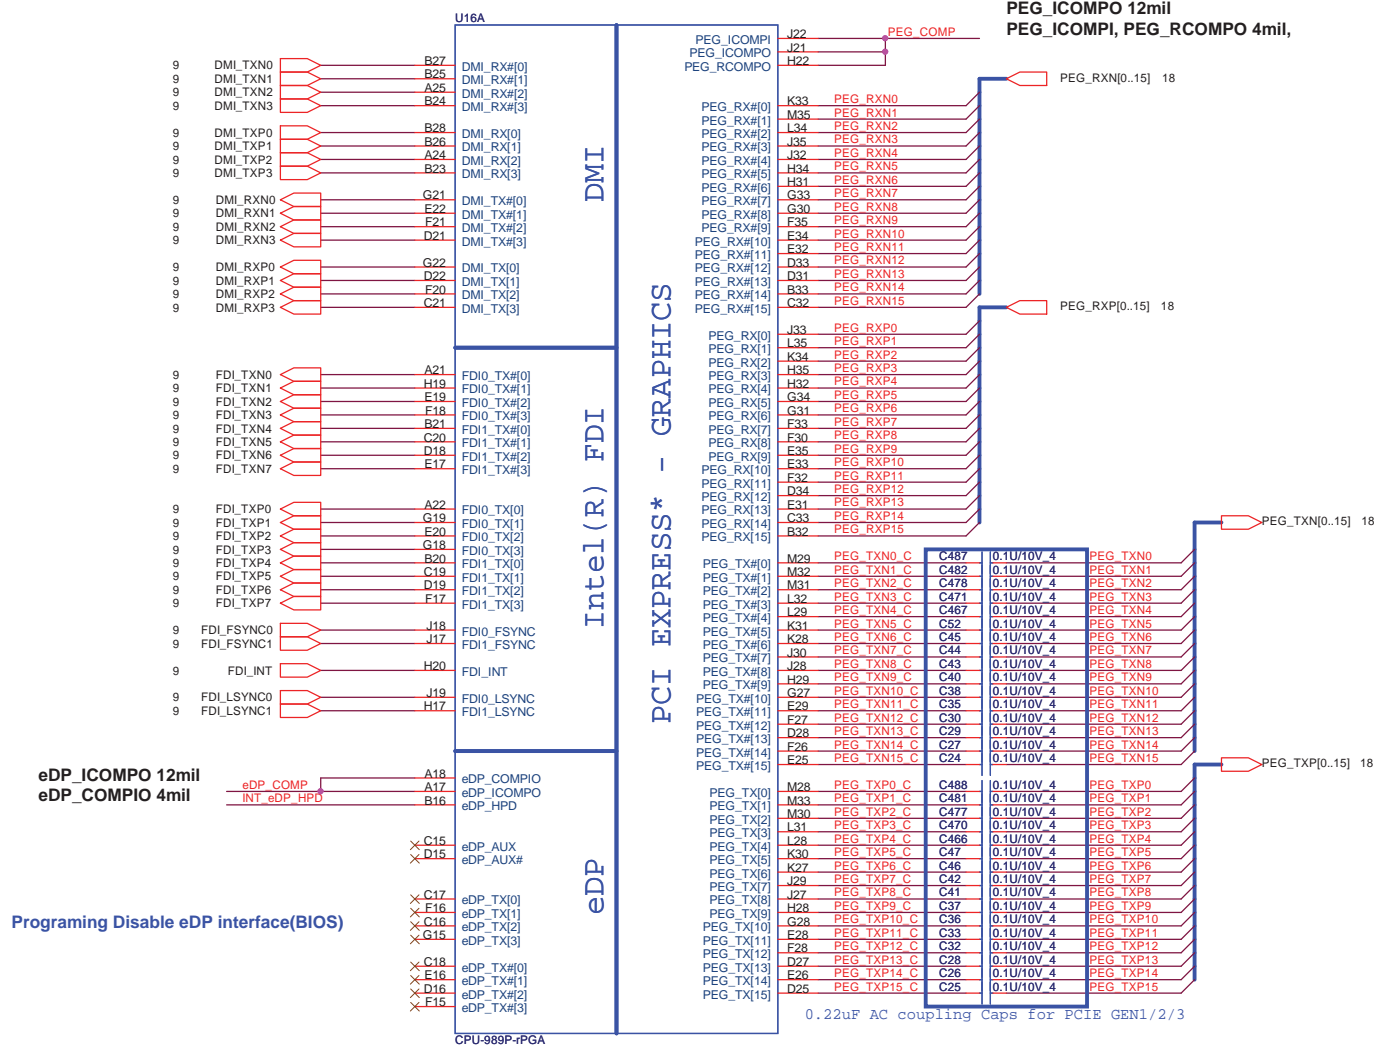 PEG_ICOMPO 12mil
PEG_ICOMPI, PEG_RCOMPO 4mil,
U16A
9 DMI_TXN0 B27 DMI_RX#[0]
9 DMI_TXN1 B25 DMI_RX#[1]
9 DMI_TXN2 A25 DMI_RX#[2]
9 DMI_TXN3 B24 DMI_RX#[3]
9 DMI_TXP0 B28 DMI_RX[0]
9 DMI_TXP1 B26 DMI_RX[1]
9 DMI_TXP2 A24 DMI_RX[2]
9 DMI_TXP3 B23 DMI_RX[3]
9 DMI_RXN0 G21 DMI_TX#[0]
9 DMI_RXN1 E22 DMI_TX#[1]
9 DMI_RXN2 F21 DMI_TX#[2]
9 DMI_RXN3 D21 DMI_TX#[3]
9 DMI_RXP0 G22 DMI_TX[0]
9 DMI_RXP1 D22 DMI_TX[1]
9 DMI_RXP2 F20 DMI_TX[2]
9 DMI_RXP3 C21 DMI_TX[3]
DMI
9 FDI_TXN0 A21 FDI0_TX#[0]
9 FDI_TXN1 H19 FDI0_TX#[1]
9 FDI_TXN2 E19 FDI0_TX#[2]
9 FDI_TXN3 F18 FDI0_TX#[3]
9 FDI_TXN4 B21 FDI1_TX#[0]
9 FDI_TXN5 C20 FDI1_TX#[1]
9 FDI_TXN6 D18 FDI1_TX#[2]
9 FDI_TXN7 E17 FDI1_TX#[3]
9 FDI_TXP0 A22 FDI0_TX[0]
9 FDI_TXP1 G19 FDI0_TX[1]
9 FDI_TXP2 E20 FDI0_TX[2]
9 FDI_TXP3 G18 FDI0_TX[3]
9 FDI_TXP4 B20 FDI1_TX[0]
9 FDI_TXP5 C19 FDI1_TX[1]
9 FDI_TXP6 D19 FDI1_TX[2]
9 FDI_TXP7 F17 FDI1_TX[3]
9 FDI_FSYNC0 J18 FDI0_FSYNC
9 FDI_FSYNC1 J17 FDI1_FSYNC
9 FDI_INT H20 FDI_INT
9 FDI_LSYNC0 J19 FDI0_LSYNC
9 FDI_LSYNC1 H17 FDI1_LSYNC
Intel(R) FDI
eDP_ICOMPO 12mil
eDP_COMPIO 4mil
eDP_COMP A18 eDP_COMPIO
A17 eDP_ICOMPO
INT_eDP_HPD B16 eDP_HPD
C15 eDP_AUX
D15 eDP_AUX#
C17 eDP_TX[0]
F16 eDP_TX[1]
C16 eDP_TX[2]
G15 eDP_TX[3]
C18 eDP_TX#[0]
E16 eDP_TX#[1]
D16 eDP_TX#[2]
F15 eDP_TX#[3]
eDP
Programing Disable eDP interface(BIOS)
CPU-989P-rPGA
PCI EXPRESS* - GRAPHICS
PEG_ICOMPI J22 PEG_COMP
PEG_ICOMPO J21
PEG_RCOMPO H22
PEG_RXN[0..15] 18
PEG_RX#[0] K33 PEG_RXN0
PEG_RX#[1] M35 PEG_RXN1
PEG_RX#[2] L34 PEG_RXN2
PEG_RX#[3] J35 PEG_RXN3
PEG_RX#[4] J32 PEG_RXN4
PEG_RX#[5] H34 PEG_RXN5
PEG_RX#[6] H31 PEG_RXN6
PEG_RX#[7] G33 PEG_RXN7
PEG_RX#[8] G30 PEG_RXN8
PEG_RX#[9] F35 PEG_RXN9
PEG_RX#[10] E34 PEG_RXN10
PEG_RX#[11] E32 PEG_RXN11
PEG_RX#[12] D33 PEG_RXN12
PEG_RX#[13] D31 PEG_RXN13
PEG_RX#[14] B33 PEG_RXN14
PEG_RX#[15] C32 PEG_RXN15
PEG_RXP[0..15] 18
PEG_RX[0] J33 PEG_RXP0
PEG_RX[1] L35 PEG_RXP1
PEG_RX[2] K34 PEG_RXP2
PEG_RX[3] H35 PEG_RXP3
PEG_RX[4] H32 PEG_RXP4
PEG_RX[5] G34 PEG_RXP5
PEG_RX[6] G31 PEG_RXP6
PEG_RX[7] F33 PEG_RXP7
PEG_RX[8] F30 PEG_RXP8
PEG_RX[9] E35 PEG_RXP9
PEG_RX[10] E33 PEG_RXP10
PEG_RX[11] F32 PEG_RXP11
PEG_RX[12] D34 PEG_RXP12
PEG_RX[13] E31 PEG_RXP13
PEG_RX[14] C33 PEG_RXP14
PEG_RX[15] B32 PEG_RXP15
PEG_TXN[0..15] 18
PEG_TX#[0] M29 PEG_TXN0_C C487 0.1U/10V_4 PEG_TXN0
PEG_TX#[1] M32 PEG_TXN1_C C482 0.1U/10V_4 PEG_TXN1
PEG_TX#[2] M31 PEG_TXN2_C C478 0.1U/10V_4 PEG_TXN2
PEG_TX#[3] L32 PEG_TXN3_C C471 0.1U/10V_4 PEG_TXN3
PEG_TX#[4] L29 PEG_TXN4_C C467 0.1U/10V_4 PEG_TXN4
PEG_TX#[5] K31 PEG_TXN5_C C52 0.1U/10V_4 PEG_TXN5
PEG_TX#[6] K28 PEG_TXN6_C C45 0.1U/10V_4 PEG_TXN6
PEG_TX#[7] J30 PEG_TXN7_C C44 0.1U/10V_4 PEG_TXN7
PEG_TX#[8] J28 PEG_TXN8_C C43 0.1U/10V_4 PEG_TXN8
PEG_TX#[9] H29 PEG_TXN9_C C40 0.1U/10V_4 PEG_TXN9
PEG_TX#[10] G27 PEG_TXN10_C C38 0.1U/10V_4 PEG_TXN10
PEG_TX#[11] E29 PEG_TXN11_C C35 0.1U/10V_4 PEG_TXN11
PEG_TX#[12] F27 PEG_TXN12_C C30 0.1U/10V_4 PEG_TXN12
PEG_TX#[13] D28 PEG_TXN13_C C29 0.1U/10V_4 PEG_TXN13
PEG_TX#[14] F26 PEG_TXN14_C C27 0.1U/10V_4 PEG_TXN14
PEG_TX#[15] E25 PEG_TXN15_C C24 0.1U/10V_4 PEG_TXN15
PEG_TXP[0..15] 18
PEG_TX[0] M28 PEG_TXP0_C C488 0.1U/10V_4 PEG_TXP0
PEG_TX[1] M33 PEG_TXP1_C C481 0.1U/10V_4 PEG_TXP1
PEG_TX[2] M30 PEG_TXP2_C C477 0.1U/10V_4 PEG_TXP2
PEG_TX[3] L31 PEG_TXP3_C C470 0.1U/10V_4 PEG_TXP3
PEG_TX[4] L28 PEG_TXP4_C C466 0.1U/10V_4 PEG_TXP4
PEG_TX[5] K30 PEG_TXP5_C C47 0.1U/10V_4 PEG_TXP5
PEG_TX[6] K27 PEG_TXP6_C C46 0.1U/10V_4 PEG_TXP6
PEG_TX[7] J29 PEG_TXP7_C C42 0.1U/10V_4 PEG_TXP7
PEG_TX[8] J27 PEG_TXP8_C C41 0.1U/10V_4 PEG_TXP8
PEG_TX[9] H28 PEG_TXP9_C C37 0.1U/10V_4 PEG_TXP9
PEG_TX[10] G28 PEG_TXP10_C C36 0.1U/10V_4 PEG_TXP10
PEG_TX[11] E28 PEG_TXP11_C C33 0.1U/10V_4 PEG_TXP11
PEG_TX[12] F28 PEG_TXP12_C C32 0.1U/10V_4 PEG_TXP12
PEG_TX[13] D27 PEG_TXP13_C C28 0.1U/10V_4 PEG_TXP13
PEG_TX[14] E26 PEG_TXP14_C C26 0.1U/10V_4 PEG_TXP14
PEG_TX[15] D25 PEG_TXP15_C C25 0.1U/10V_4 PEG_TXP15
0.22uF AC coupling Caps for PCIE GEN1/2/3